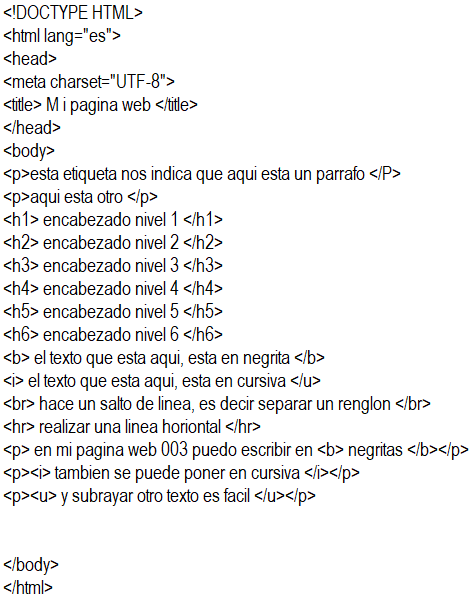 <!DOCTYPE HTML>
<html lang="es">
<head>
<meta charset="UTF-8">
<title> M i pagina web </title>
</head>
<body>
<p>esta etiqueta nos indica que aqui esta un parrafo </P>
<p>aqui esta otro </p>
<h1> encabezado nivel 1 </h1>
<h2> encabezado nivel 2 </h2>
<h3> encabezado nivel 3 </h3>
<h4> encabezado nivel 4 </h4>
<h5> encabezado nivel 5 </h5>
<h6> encabezado nivel 6 </h6>
<b> el texto que esta aqui, esta en negrita </b>
<i> el texto que esta aqui, esta en cursiva </u>
<br> hace un salto de linea, es decir separar un renglon </br>
<hr> realizar una linea horiontal </hr>
<p> en mi pagina web 003 puedo escribir en <b> negritas </b></p>
<p><i> tambien se puede poner en cursiva </i></p>
<p><u> y subrayar otro texto es facil </u></p>
</body>
</html>